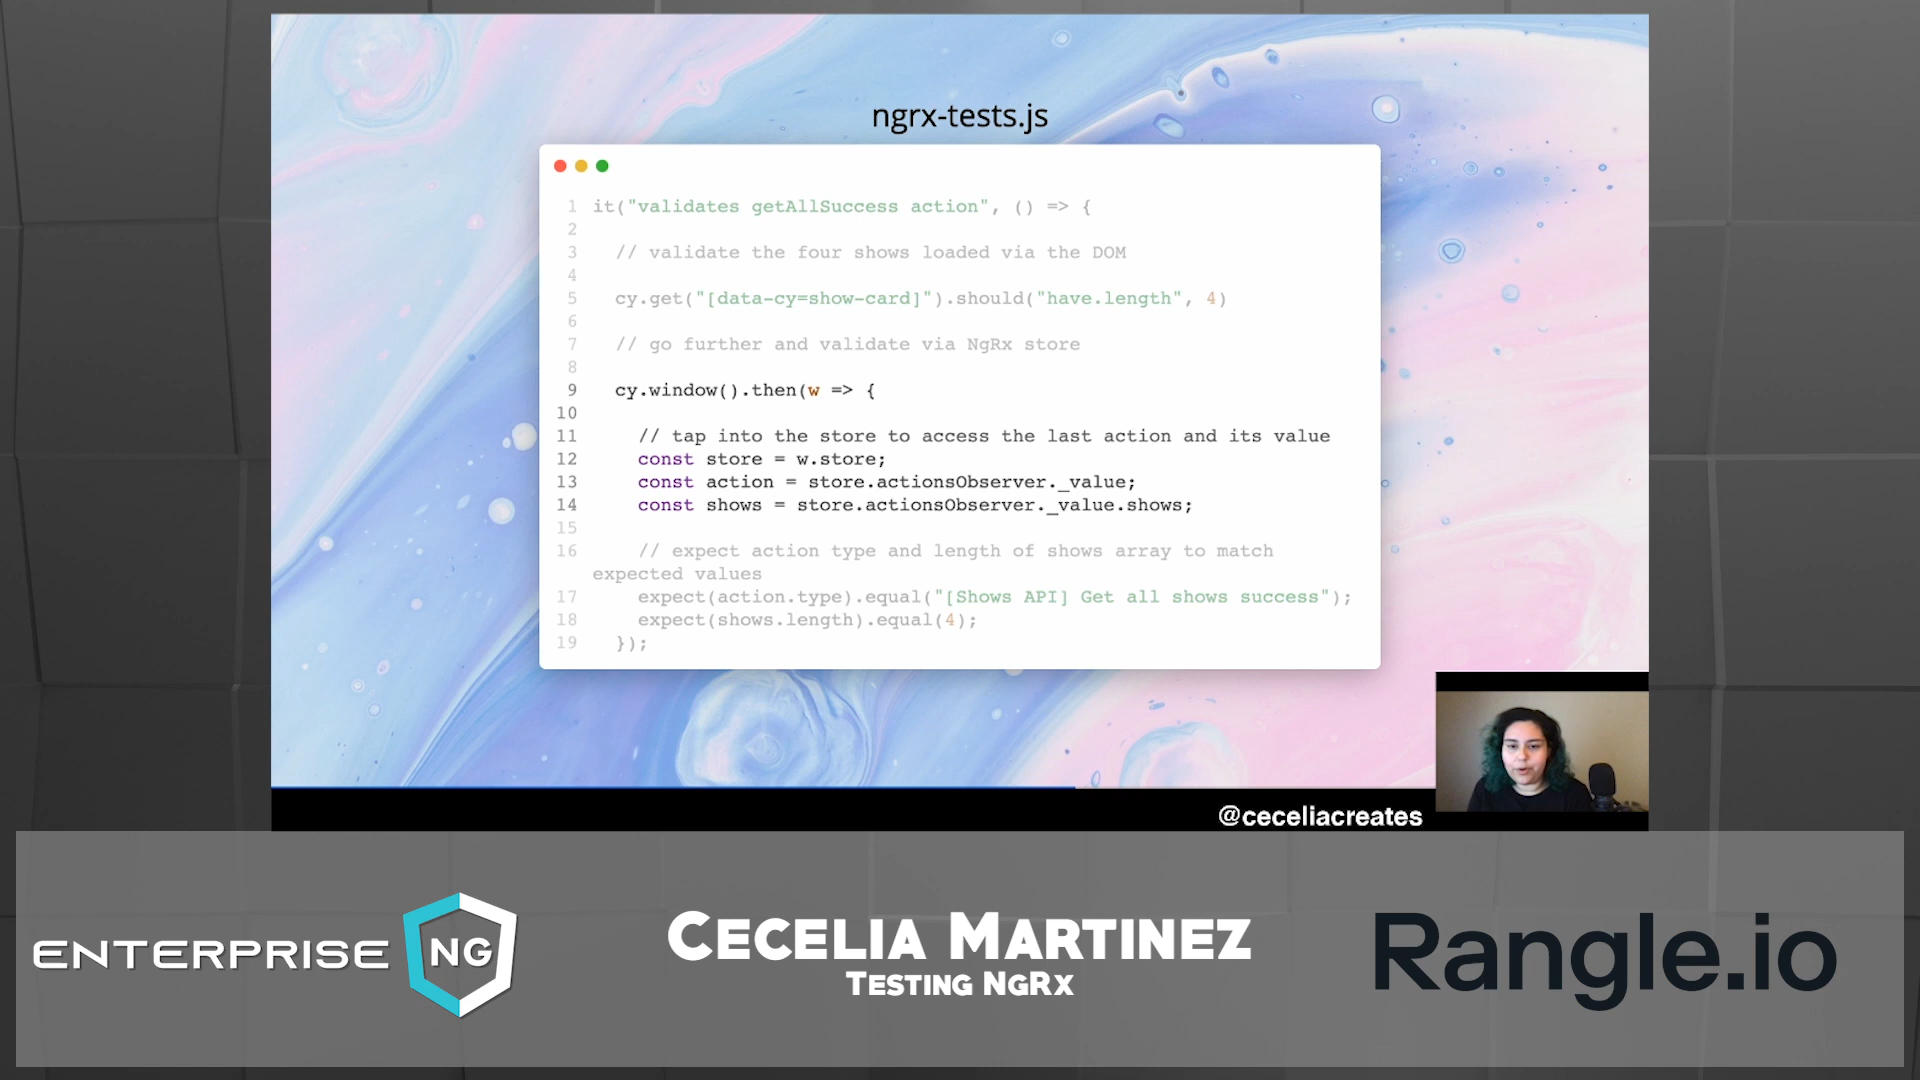 ngrx-tests.js
1 it("validates getAllSuccess action", () => {
2
3 // validate the four shows loaded via the DOM
4
5 cy.get("[data-cy=show-card]").should("have.length", 4)
6
7 // go further and validate via NgRx store
8
9 cy.window().then(w => {
10
11 // tap into the store to access the last action and its value
12 const store = w.store;
13 const action = store.actionsObserver._value;
14 const shows = store.actionsObserver._value.shows;
15
16 // expect action type and length of shows array to match
expected values
17 expect(action.type).equal("[Shows API] Get all shows success");
18 expect(shows.length).equal(4);
19 });
@ceceliacreates
ENTERPRISE NG
CECELIA MARTINEZ
TESTING NGRX
Rangle.io